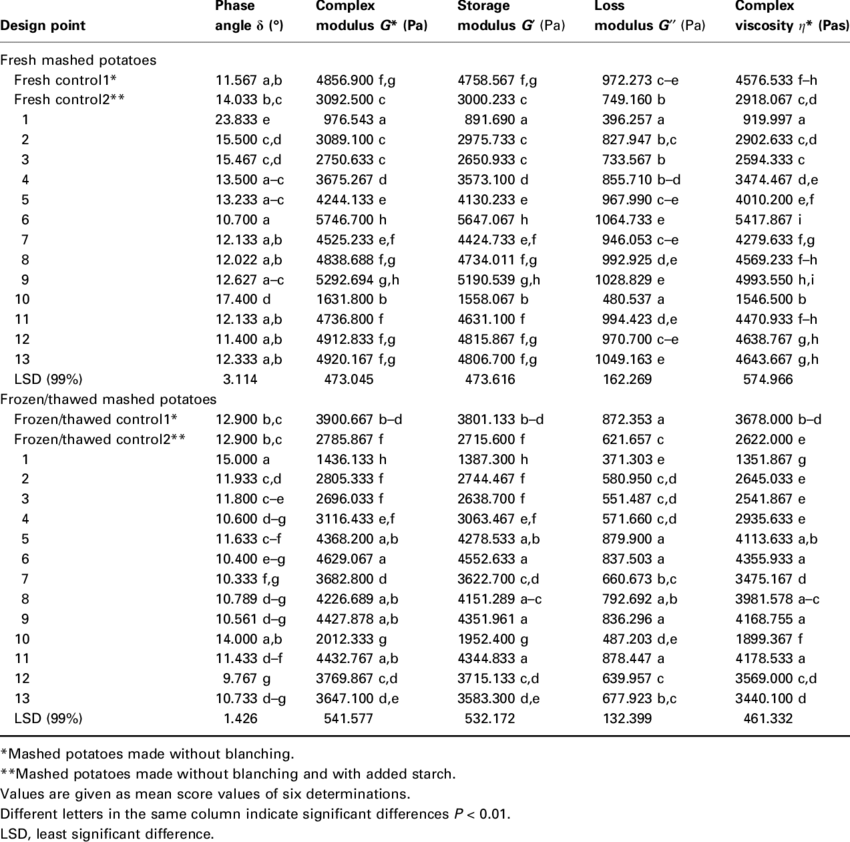 Design point Phase angle δ (°) Complex modulus G* (Pa) Storage modulus G′ (Pa) Loss modulus G′′ (Pa) Complex viscosity η* (Pas)
Fresh mashed potatoes
Fresh control1* 11.567 a,b 4856.900 f,g 4758.567 f,g 972.273 c–e 4576.533 f–h
Fresh control2** 14.033 b,c 3092.500 c 3000.233 c 749.160 b 2918.067 c,d
1 23.833 e 976.543 a 891.690 a 396.257 a 919.997 a
2 15.500 c,d 3089.100 c 2975.733 c 827.947 b,c 2902.633 c,d
3 15.467 c,d 2750.633 c 2650.933 c 733.567 b 2594.333 c
4 13.500 a–c 3675.267 d 3573.100 d 855.710 b–d 3474.467 d,e
5 13.233 a–c 4244.133 e 4130.233 e 967.990 c–e 4010.200 e,f
6 10.700 a 5746.700 h 5647.067 h 1064.733 e 5417.867 i
7 12.133 a,b 4525.233 e,f 4424.733 e,f 946.053 c–e 4279.633 f,g
8 12.022 a,b 4838.688 f,g 4734.011 f,g 992.925 d,e 4569.233 f–h
9 12.627 a–c 5292.694 g,h 5190.539 g,h 1028.829 e 4993.550 h,i
10 17.400 d 1631.800 b 1558.067 b 480.537 a 1546.500 b
11 12.133 a,b 4736.800 f 4631.100 f 994.423 d,e 4470.933 f–h
12 11.400 a,b 4912.833 f,g 4815.867 f,g 970.700 c–e 4638.767 g,h
13 12.333 a,b 4920.167 f,g 4806.700 f,g 1049.163 e 4643.667 g,h
LSD (99%) 3.114 473.045 473.616 162.269 574.966
Frozen/thawed mashed potatoes
Frozen/thawed control1* 12.900 b,c 3900.667 b–d 3801.133 b–d 872.353 a 3678.000 b–d
Frozen/thawed control2** 12.900 b,c 2785.867 f 2715.600 f 621.657 c 2622.000 e
1 15.000 a 1436.133 h 1387.300 h 371.303 e 1351.867 g
2 11.933 c,d 2805.333 f 2744.467 f 580.950 c,d 2645.033 e
3 11.800 c–e 2696.033 f 2638.700 f 551.487 c,d 2541.867 e
4 10.600 d–g 3116.433 e,f 3063.467 e,f 571.660 c,d 2935.633 e
5 11.633 c–f 4368.200 a,b 4278.533 a,b 879.900 a 4113.633 a,b
6 10.400 e–g 4629.067 a 4552.633 a 837.503 a 4355.933 a
7 10.333 f,g 3682.800 d 3622.700 c,d 660.673 b,c 3475.167 d
8 10.789 d–g 4226.689 a,b 4151.289 a–c 792.692 a,b 3981.578 a–c
9 10.561 d–g 4427.878 a,b 4351.961 a 836.296 a 4168.755 a
10 14.000 a,b 2012.333 g 1952.400 g 487.203 d,e 1899.367 f
11 11.433 d–f 4432.767 a,b 4344.833 a 878.447 a 4178.533 a
12 9.767 g 3769.867 c,d 3715.133 c,d 639.957 c 3569.000 c,d
13 10.733 d–g 3647.100 d,e 3583.300 d,e 677.923 b,c 3440.100 d
LSD (99%) 1.426 541.577 532.172 132.399 461.332
*Mashed potatoes made without blanching.
**Mashed potatoes made without blanching and with added starch.
Values are given as mean score values of six determinations.
Different letters in the same column indicate significant differences P < 0.01.
LSD, least significant difference.